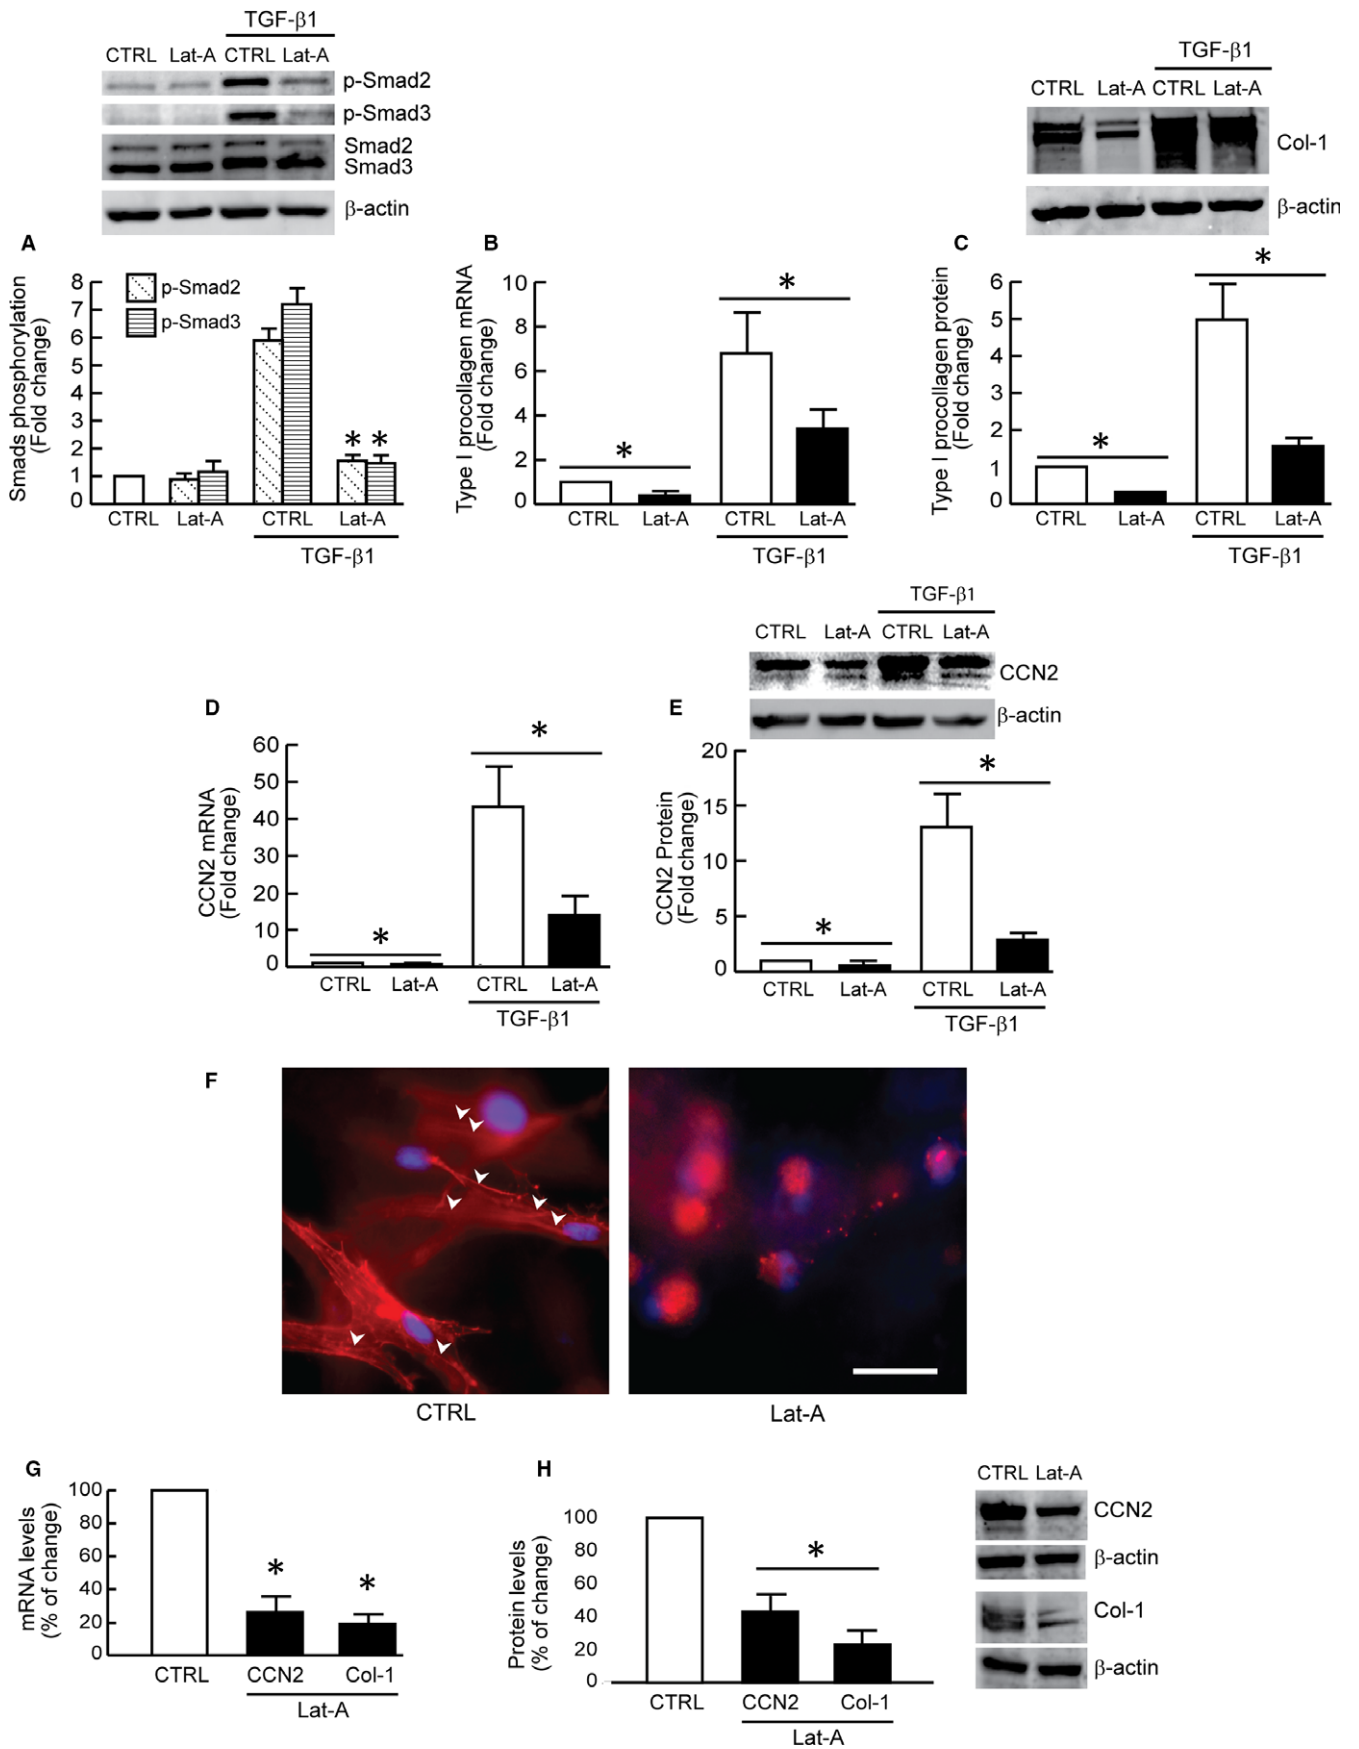 TGF-β1
CTRL Lat-A CTRL Lat-A
p-Smad2
p-Smad3
Smad2
Smad3
β-actin
TGF-β1
CTRL Lat-A CTRL Lat-A
Col-1
β-actin
A
Smads phosphorylation
(Fold change)
8
7
6
5
4
3
2
1
0
p-Smad2
p-Smad3
* *
CTRL Lat-A CTRL Lat-A
TGF-β1
B
Type I procollagen mRNA
(Fold change)
10
8
6
4
2
0
*
*
CTRL Lat-A CTRL Lat-A
TGF-β1
C
Type I procollagen protein
(Fold change)
6
5
4
3
2
1
0
*
*
CTRL Lat-A CTRL Lat-A
TGF-β1
D
CCN2 mRNA
(Fold change)
60
50
40
30
20
10
0
*
*
CTRL Lat-A CTRL Lat-A
TGF-β1
TGF-β1
CTRL Lat-A CTRL Lat-A
CCN2
β-actin
E
CCN2 Protein
(Fold change)
20
15
10
5
0
*
*
CTRL Lat-A CTRL Lat-A
TGF-β1
F
CTRL
Lat-A
G
mRNA levels
(% of change)
100
80
60
40
20
0
* *
CTRL CCN2 Col-1
Lat-A
H
Protein levels
(% of change)
100
80
60
40
20
0
*
CTRL CCN2 Col-1
Lat-A
CTRL Lat-A
CCN2
β-actin
Col-1
β-actin